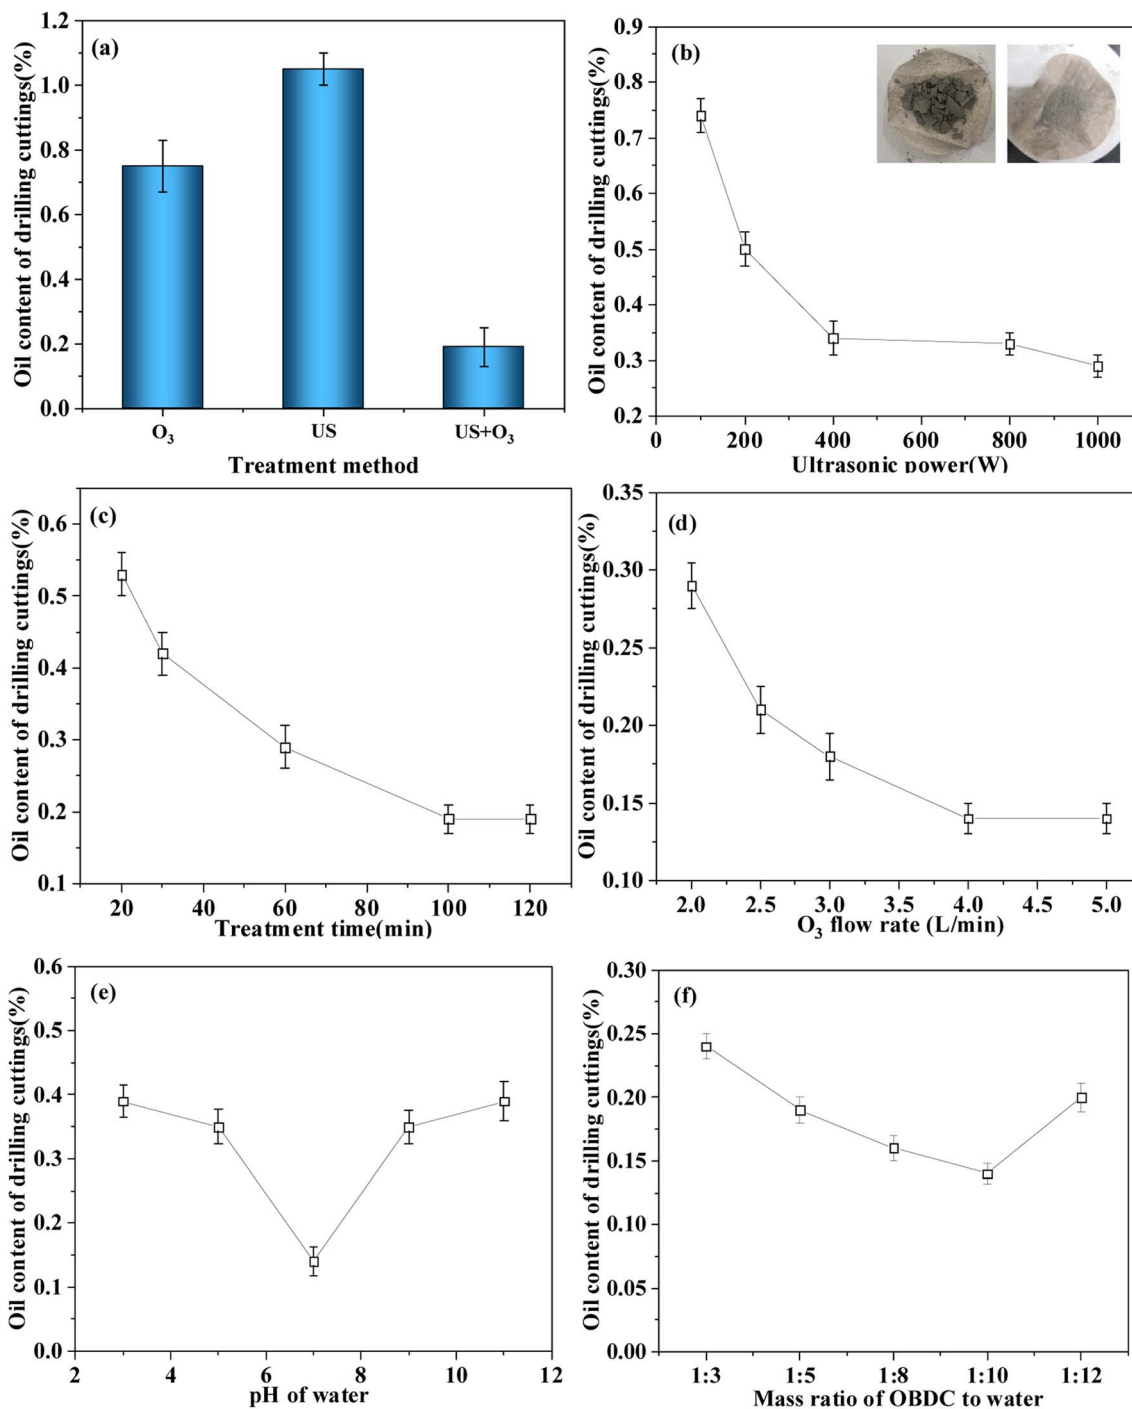 (a)
Oil content of drilling cuttings(%)
1.2
1.0
0.8
0.6
0.4
0.2
0.0
O₃ US US+O₃
Treatment method
(b)
Oil content of drilling cuttings(%)
0.9
0.8
0.7
0.6
0.5
0.4
0.3
0.2
0 200 400 600 800 1000
Ultrasonic power(W)
(c)
Oil content of drilling cuttings(%)
0.6
0.5
0.4
0.3
0.2
0.1
20 40 60 80 100 120
Treatment time(min)
(d)
Oil content of drilling cuttings(%)
0.35
0.30
0.25
0.20
0.15
0.10
2.0 2.5 3.0 3.5 4.0 4.5 5.0
O₃ flow rate (L/min)
(e)
Oil content of drilling cuttings(%)
0.6
0.5
0.4
0.3
0.2
0.1
0.0
2 4 6 8 10 12
pH of water
(f)
Oil content of drilling cuttings(%)
0.30
0.25
0.20
0.15
0.10
0.05
0.00
1:3 1:5 1:8 1:10 1:12
Mass ratio of OBDC to water